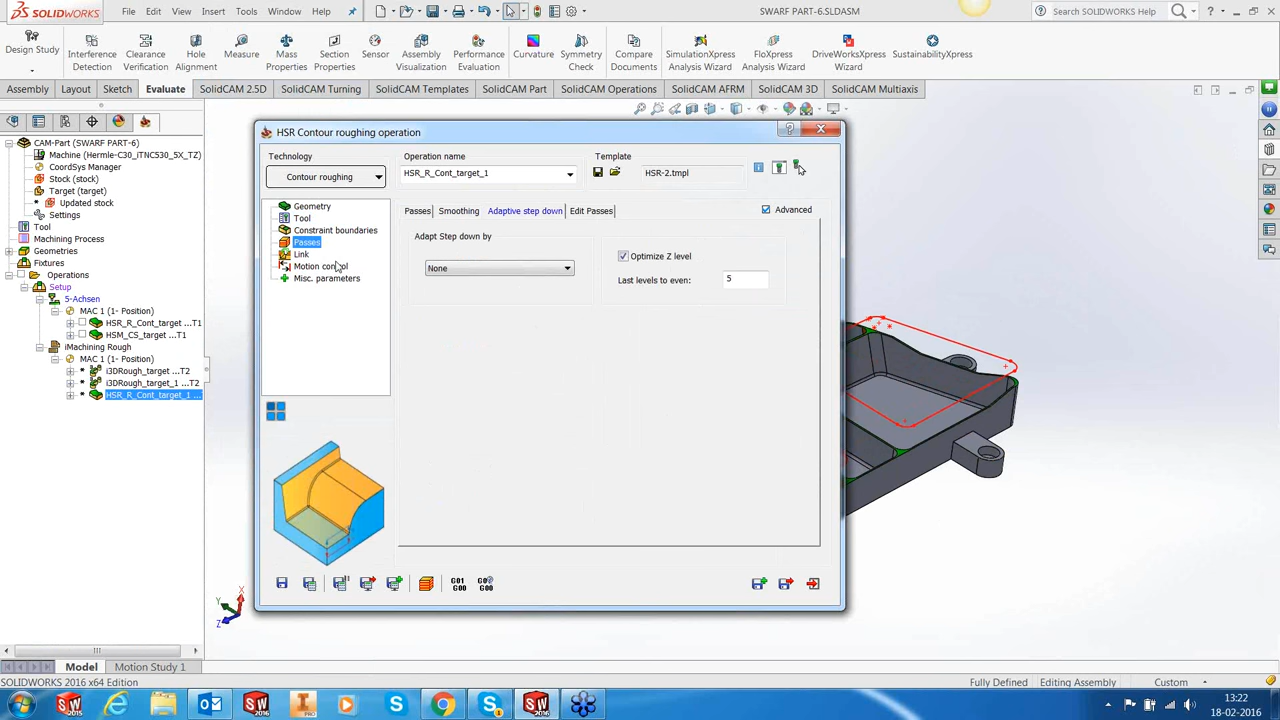 SOLIDWORKS
File Edit View Insert Tools Help
SWARF PART-6.SLDASM
Search SOLIDWORKS Help
Design Study
Interference Detection
Clearance Verification
Hole Alignment
Measure
Mass Properties
Section Properties
Sensor
Assembly Visualization
Performance Evaluation
Curvature
Symmetry Check
Compare Documents
SimulationXpress Analysis Wizard
FloXpress Analysis Wizard
DriveWorksXpress Wizard
SustainabilityXpress
Assembly Layout Sketch Evaluate SolidCAM 2.5D SolidCAM Turning SolidCAM Templates SolidCAM Part SolidCAM Operations SolidCAM AFRM SolidCAM 3D SolidCAM Multiaxis
CAM-Part (SWARF PART-6)
Machine (Hermle-C30_iTNC530_5X_TZ)
CoordSys Manager
Stock (stock)
Target (target)
* Updated stock
Settings
Tool
Machining Process
Geometries
Fixtures
Operations
Setup
5-Achsen
MAC 1 (1- Position)
HSR_R_Cont_target ...T1
HSM_CS_target ...T1
iMachining Rough
MAC 1 (1- Position)
* i3DRough_target ...T2
* i3DRough_target_1 ...T2
* HSR_R_Cont_target_1 ...
HSR Contour roughing operation
Technology
Contour roughing
Operation name
HSR_R_Cont_target_1
Template
HSR-2.tmpl
Geometry
Tool
Constraint boundaries
Passes
Link
Motion control
Misc. parameters
Passes Smoothing Adaptive step down Edit Passes
Advanced
Adapt Step down by
None
Optimize Z level
Last levels to even: 5
G01 G00
G00
X
Y
Z
Model Motion Study 1
SOLIDWORKS 2016 x64 Edition
Fully Defined Editing Assembly Custom
13:22
18-02-2016